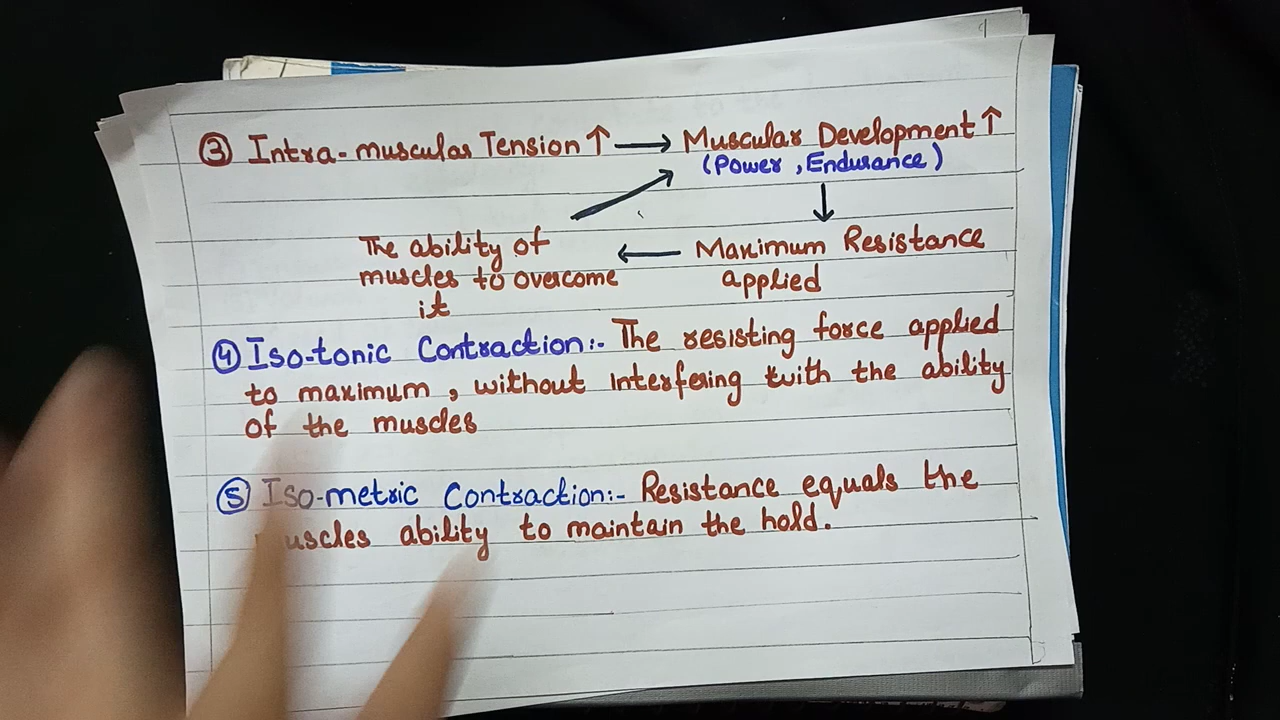 ③ Intra-muscular Tension ↑ → Muscular Development ↑
(Power, Endurance)
↓
The ability of ← Maximum Resistance
muscles to overcome applied
it
④ Iso-tonic Contraction:- The resisting force applied
to maximum, without Interfering with the ability
of the muscles
⑤ Iso-metric Contraction:- Resistance equals the
muscles ability to maintain the hold.